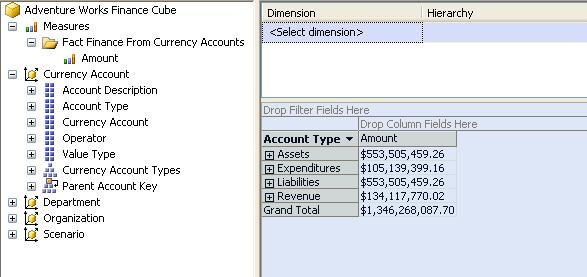 Adventure Works Finance Cube
Measures
Fact Finance From Currency Accounts
Amount
Currency Account
Account Description
Account Type
Currency Account
Operator
Value Type
Currency Account Types
Parent Account Key
Department
Organization
Scenario
Dimension Hierarchy
<Select dimension>
Drop Filter Fields Here
Drop Column Fields Here
Account Type Amount
Assets $553,505,459.26
Expenditures $105,139,399.16
Liabilities $553,505,459.26
Revenue $134,117,770.02
Grand Total $1,346,268,087.70